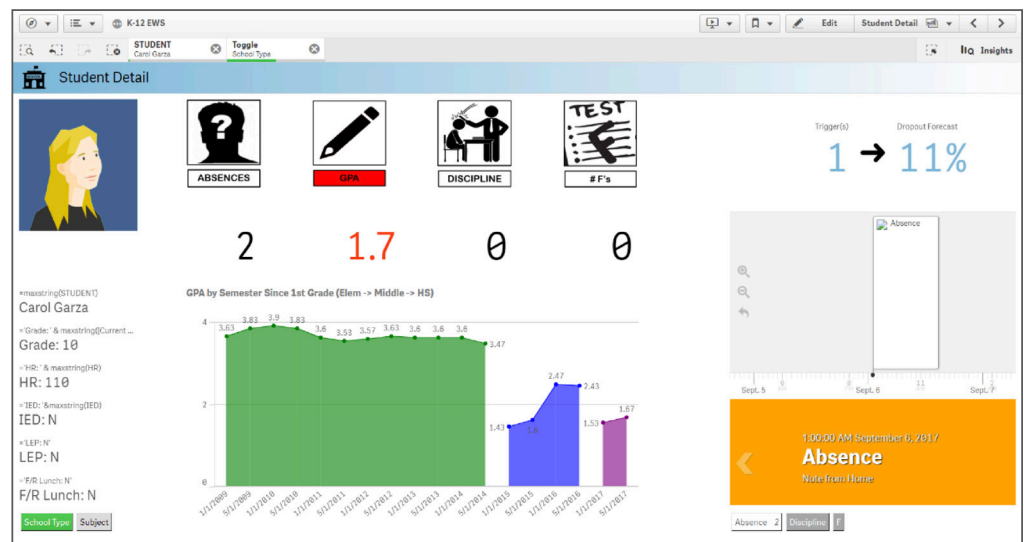 K-12 EWS
Edit
Student Detail
STUDENT
Carol Garza
Toggle
School Type
Insights
Student Detail
ABSENCES
GPA
DISCIPLINE
TEST
F
# F's
2
1.7
0
0
Trigger(s)
Dropout Forecast
1
11%
=maxstring(STUDENT)
Carol Garza
='Grade: ' & maxstring([Current ...
Grade: 10
='HR: ' & maxstring(HR)
HR: 110
='IED: '&maxstring(IED)
IED: N
='LEP: N'
LEP: N
='F/R Lunch: N'
F/R Lunch: N
School Type
Subject
GPA by Semester Since 1st Grade (Elem -> Middle -> HS)
4
2
0
3.63
3.83
3.9
3.83
3.6
3.53
3.57
3.63
3.6
3.6
3.6
3.47
1.43
1.6
2.47
2.43
1.53
1.67
1/1/2009
5/1/2009
1/1/2010
5/1/2010
1/1/2011
5/1/2011
1/1/2012
5/1/2012
1/1/2013
5/1/2013
1/1/2014
5/1/2014
1/1/2015
5/1/2015
1/1/2016
5/1/2016
1/1/2017
5/1/2017
Absence
Sept. 5
Sept. 6
Sept. 7
1:00:00 AM September 6, 2017
Absence
Note from Home
Absence 2
Discipline
F